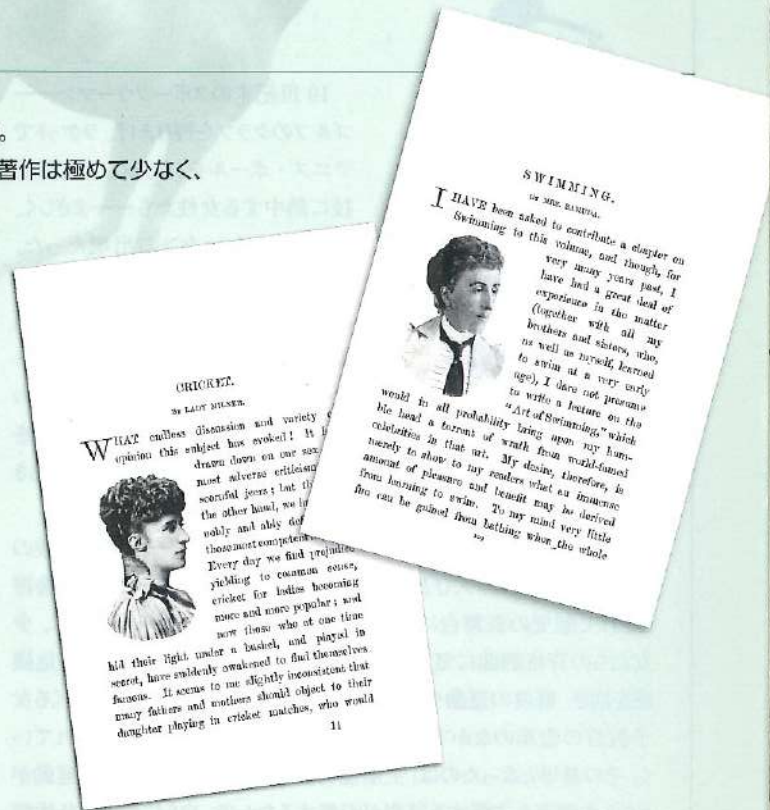 。
著作は極めて少なく、
SWIMMING.
BY MRS. SAMUDA.
I HAVE been asked to contribute a chapter on
Swimming to this volume, and though, for
very many years past, I
have had a great deal of
experience in the matter
(together with all my
brothers and sisters, who,
as well as myself, learned
to swim at a very early
age), I dare not presume
to write a lecture on the
"Art of Swimming," which
would in all probability bring upon my hum-
ble head a torrent of wrath from world-famed
celebrities in that art. My desire, therefore, is
merely to show to my readers what an immense
amount of pleasure and benefit may be derived
from learning to swim. To my mind very little
fun can be gained from bathing when the whole
CRICKET.
BY LADY MILNER.
WHAT endless discussion and variety
opinion this subject has evoked! It
drawn down on our
most adverse criticism
scornful jeers; but
the other hand, we
nobly and ably
those most competent
Every day we find prejudice
yielding to common sense,
cricket for ladies becoming
more and more popular; and
now those who at one time
hid their light under a bushel, and played in
secret, have suddenly awakened to find themselves
famous. It seems to me slightly inconsistent that
many fathers and mothers should object to their
daughter playing in cricket matches, who would
11